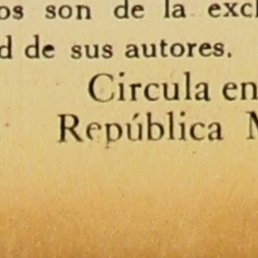 os son de la exc
d de sus autores.
Circula en
República M